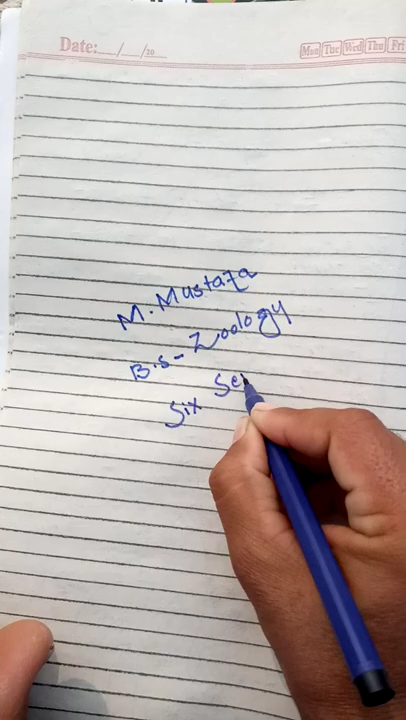 Date: / /20
Mon Tue Wed Thu Fri
M. Mustafa
B.S- Zoology
Six Se